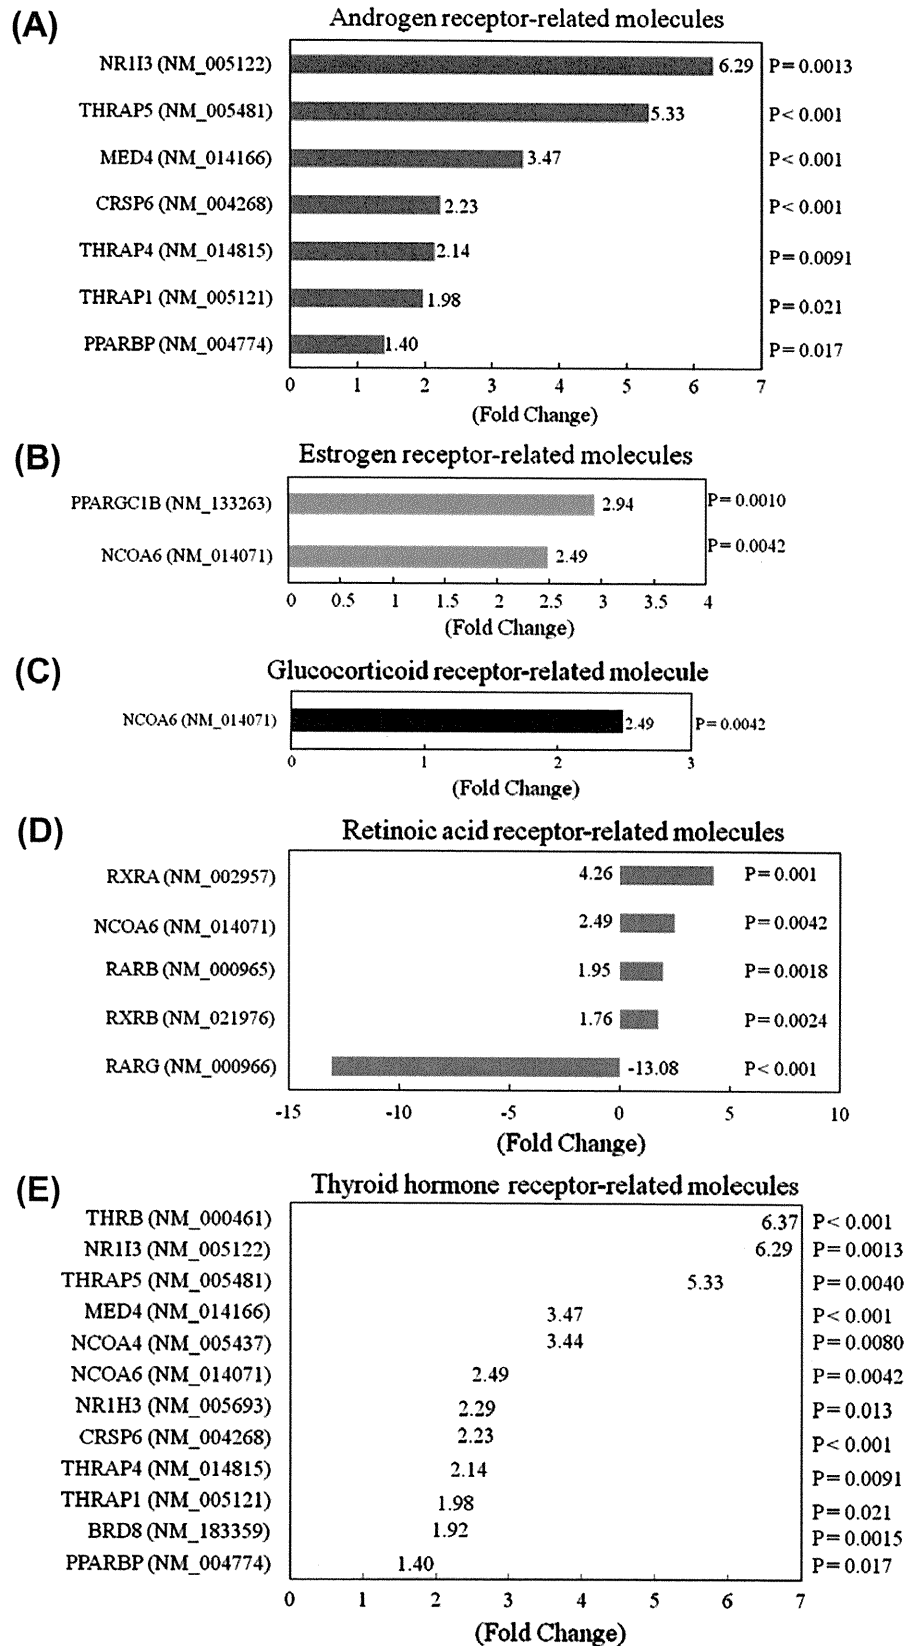 (A)
Androgen receptor-related molecules
NR1I3 (NM_005122) 6.29 P= 0.0013
THRAP5 (NM_005481) 5.33 P< 0.001
MED4 (NM_014166) 3.47 P< 0.001
CRSP6 (NM_004268) 2.23 P< 0.001
THRAP4 (NM_014815) 2.14 P= 0.0091
THRAP1 (NM_005121) 1.98 P= 0.021
PPARBP (NM_004774) 1.40 P= 0.017
0 1 2 3 4 5 6 7
(Fold Change)
(B)
Estrogen receptor-related molecules
PPARGC1B (NM_133263) 2.94 P= 0.0010
NCOA6 (NM_014071) 2.49 P= 0.0042
0 0.5 1 1.5 2 2.5 3 3.5 4
(Fold Change)
(C)
Glucocorticoid receptor-related molecule
NCOA6 (NM_014071) 2.49 P= 0.0042
0 1 2 3
(Fold Change)
(D)
Retinoic acid receptor-related molecules
RXRA (NM_002957) 4.26 P= 0.001
NCOA6 (NM_014071) 2.49 P= 0.0042
RARB (NM_000965) 1.95 P= 0.0018
RXRB (NM_021976) 1.76 P= 0.0024
RARG (NM_000966) -13.08 P< 0.001
-15 -10 -5 0 5 10
(Fold Change)
(E)
Thyroid hormone receptor-related molecules
THRB (NM_000461) 6.37 P< 0.001
NR1I3 (NM_005122) 6.29 P= 0.0013
THRAP5 (NM_005481) 5.33 P= 0.0040
MED4 (NM_014166) 3.47 P< 0.001
NCOA4 (NM_005437) 3.44 P= 0.0080
NCOA6 (NM_014071) 2.49 P= 0.0042
NR1H3 (NM_005693) 2.29 P= 0.013
CRSP6 (NM_004268) 2.23 P< 0.001
THRAP4 (NM_014815) 2.14 P= 0.0091
THRAP1 (NM_005121) 1.98 P= 0.021
BRD8 (NM_183359) 1.92 P= 0.0015
PPARBP (NM_004774) 1.40 P= 0.017
0 1 2 3 4 5 6 7
(Fold Change)